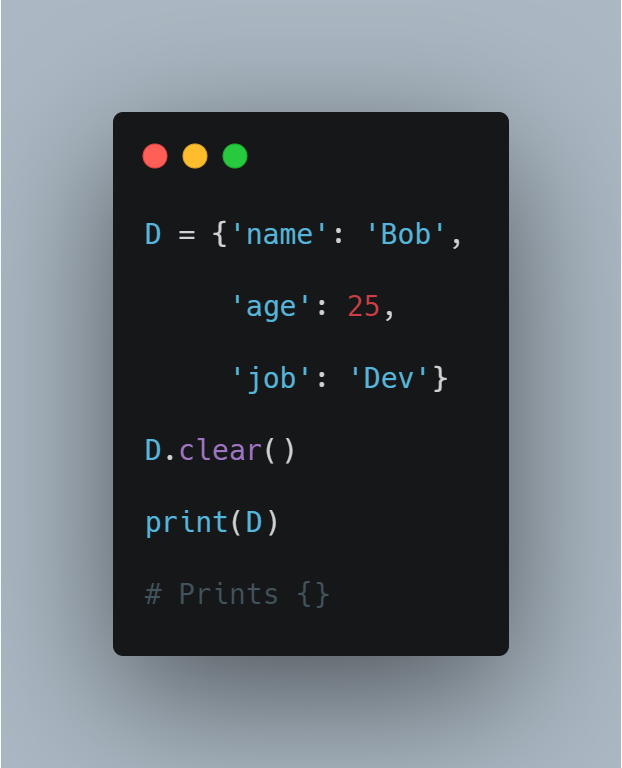 D = {'name': 'Bob',
     'age': 25,
     'job': 'Dev'}
D.clear()
print(D)
# Prints {}